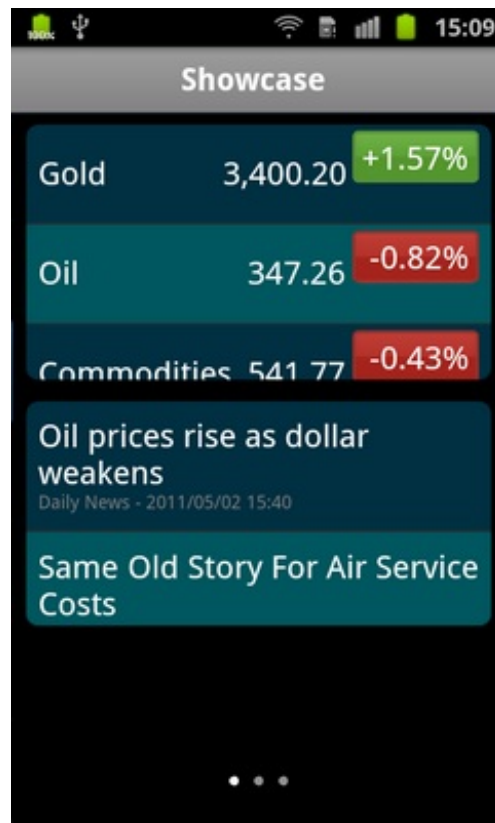 100%
15:09
Showcase
Gold 3,400.20 +1.57%
Oil 347.26 -0.82%
Commodities 541.77 -0.43%
Oil prices rise as dollar
weakens
Daily News - 2011/05/02 15:40
Same Old Story For Air Service
Costs